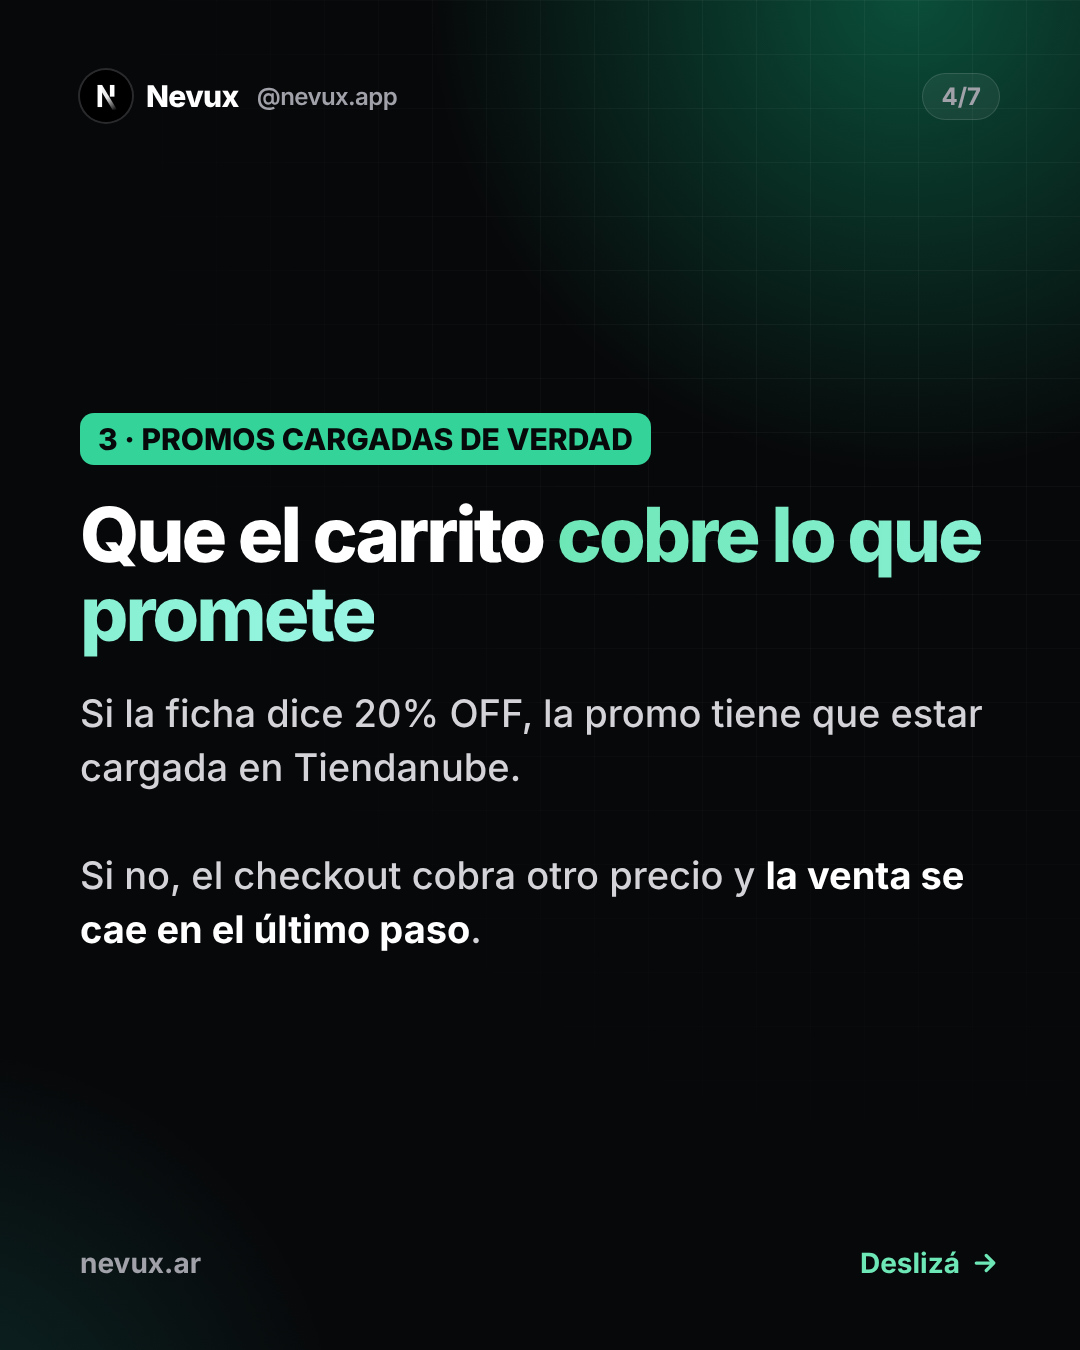 N Nevux @nevux.app 4/7
3 · PROMOS CARGADAS DE VERDAD
Que el carrito cobre lo que
promete
Si la ficha dice 20% OFF, la promo tiene que estar
cargada en Tiendanube.
Si no, el checkout cobra otro precio y la venta se
cae en el último paso.
nevux.ar Deslizá →